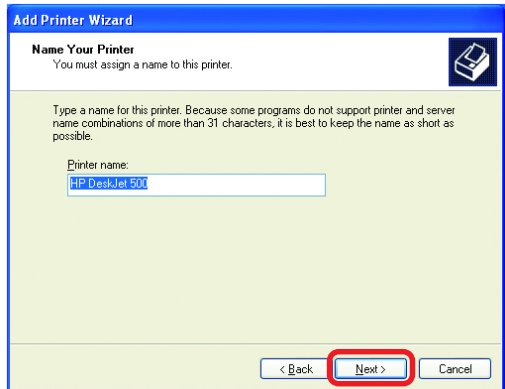 Add Printer Wizard
Name Your Printer
You must assign a name to this printer.
Type a name for this printer. Because some programs do not support printer and server
name combinations of more than 31 characters, it is best to keep the name as short as
possible.
Printer name:
HP DeskJet 500
< Back Next > Cancel